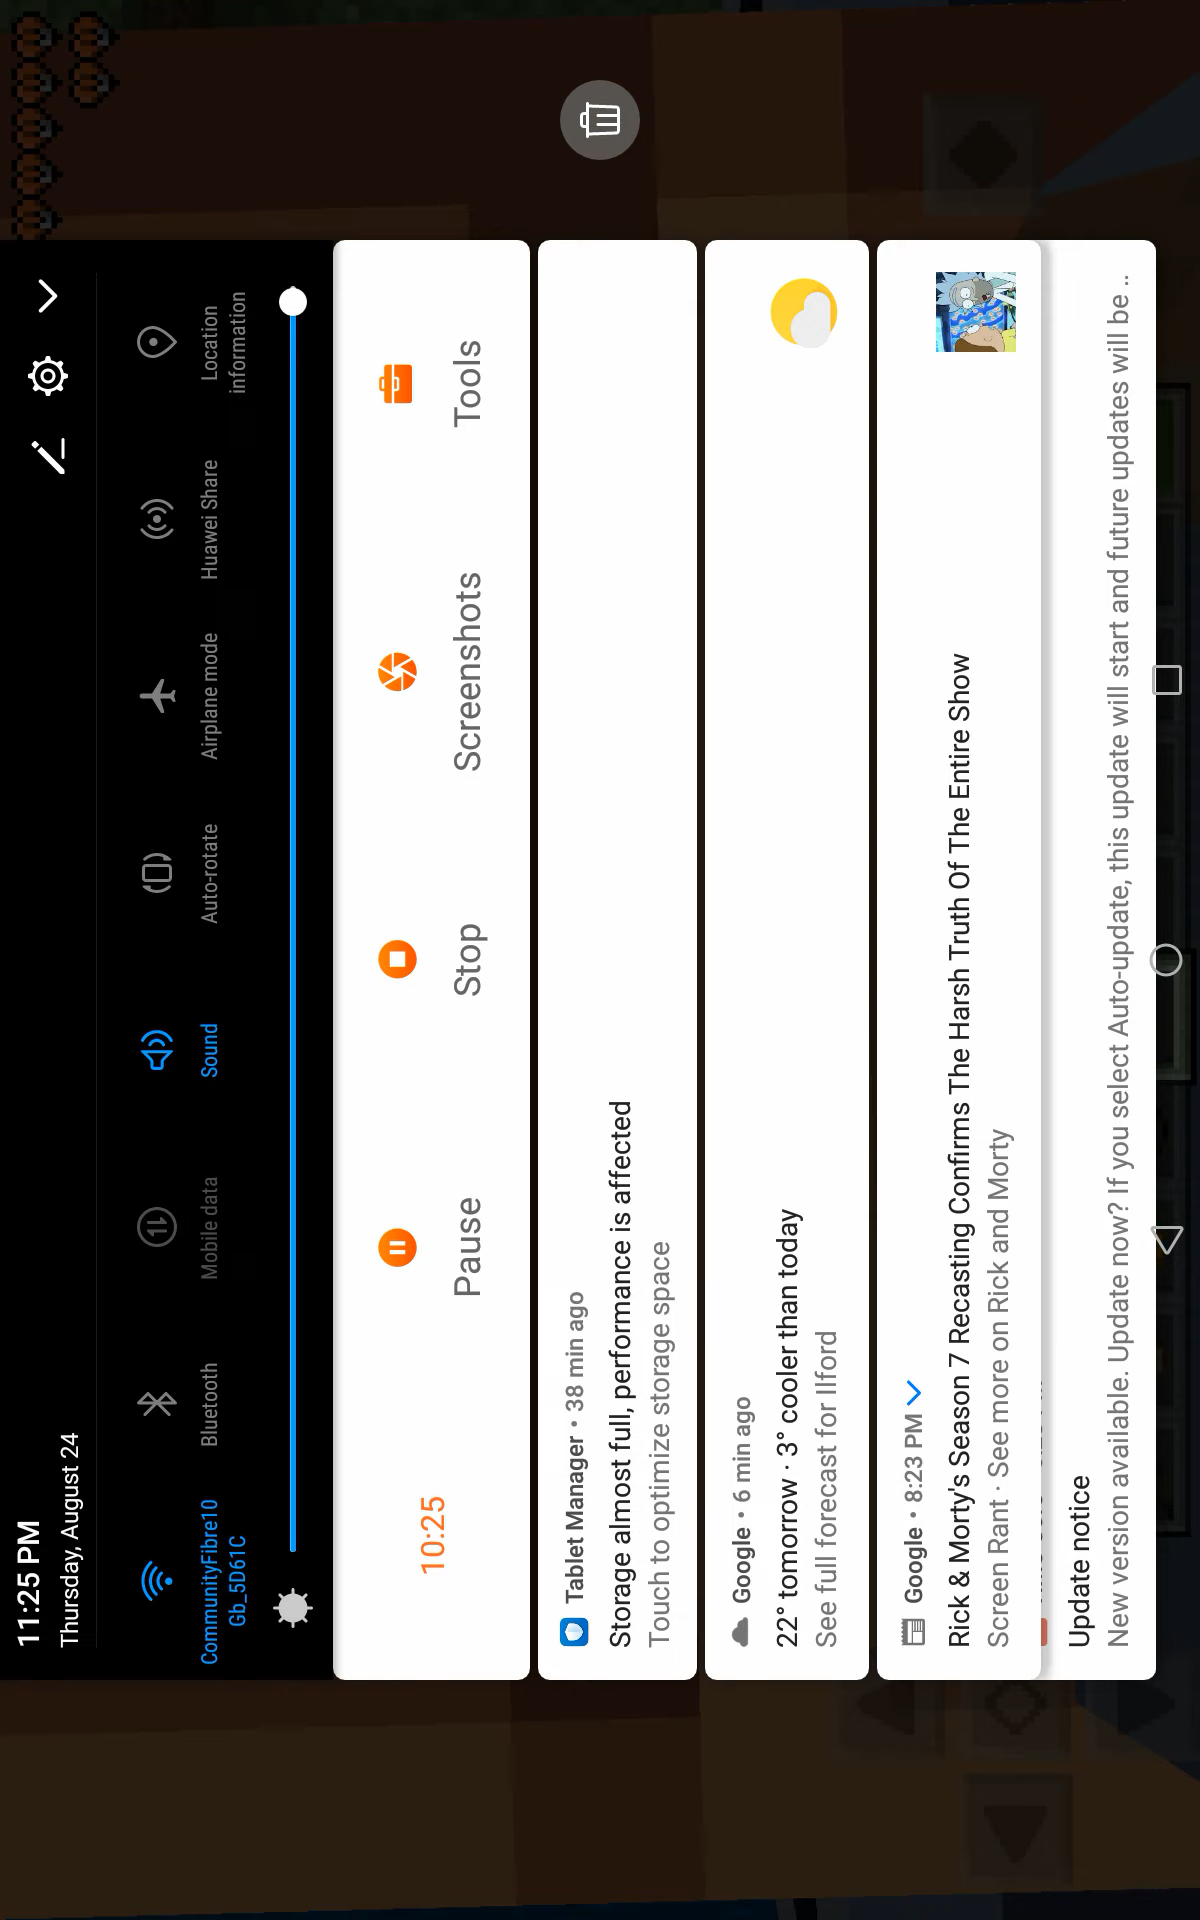 11:25 PM
Thursday, August 24
CommunityFibre10
Gb_5D61C
Bluetooth
Mobile data
Sound
Auto-rotate
Airplane mode
Huawei Share
Location
information
10:25
Pause
Stop
Screenshots
Tools
Tablet Manager • 38 min ago
Storage almost full, performance is affected
Touch to optimize storage space
Google • 6 min ago
22° tomorrow · 3° cooler than today
See full forecast for Ilford
Google • 8:23 PM
Rick & Morty's Season 7 Recasting Confirms The Harsh Truth Of The Entire Show
Screen Rant · See more on Rick and Morty
Update notice
New version available. Update now? If you select Auto-update, this update will start and future updates will be ..